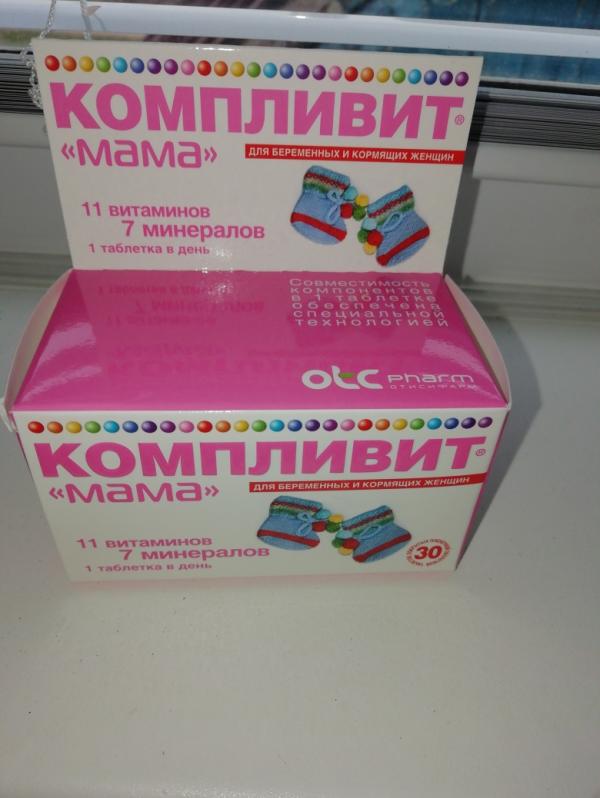 КОМПЛИВИТ®
«мама»
ДЛЯ БЕРЕМЕННЫХ И КОРМЯЩИХ ЖЕНЩИН
11 витаминов
7 минералов
1 таблетка в день
Совместимость
компонентов
в 1 таблетке
обеспечена
специальной
технологией
отс Pharm
ОТИСИФАРМ
КОМПЛИВИТ®
«мама»
ДЛЯ БЕРЕМЕННЫХ И КОРМЯЩИХ ЖЕНЩИН
11 витаминов
7 минералов
1 таблетка в день
30